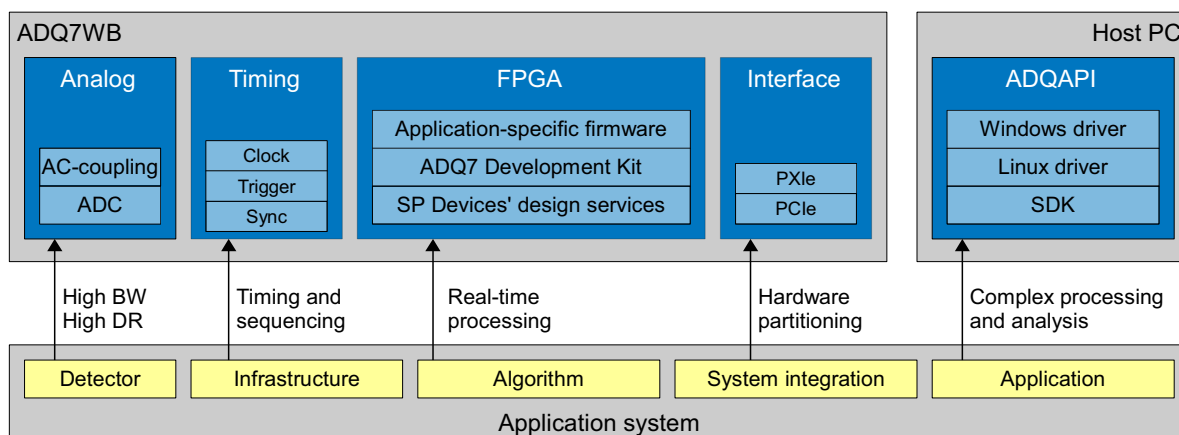 ADQ7WB
Host PC
Analog
Timing
FPGA
Interface
ADQAPI
AC-coupling
ADC
Clock
Trigger
Sync
Application-specific firmware
ADQ7 Development Kit
SP Devices' design services
PXIe
PCIe
Windows driver
Linux driver
SDK
High BW
High DR
Timing and
sequencing
Real-time
processing
Hardware
partitioning
Complex processing
and analysis
Detector
Infrastructure
Algorithm
System integration
Application
Application system